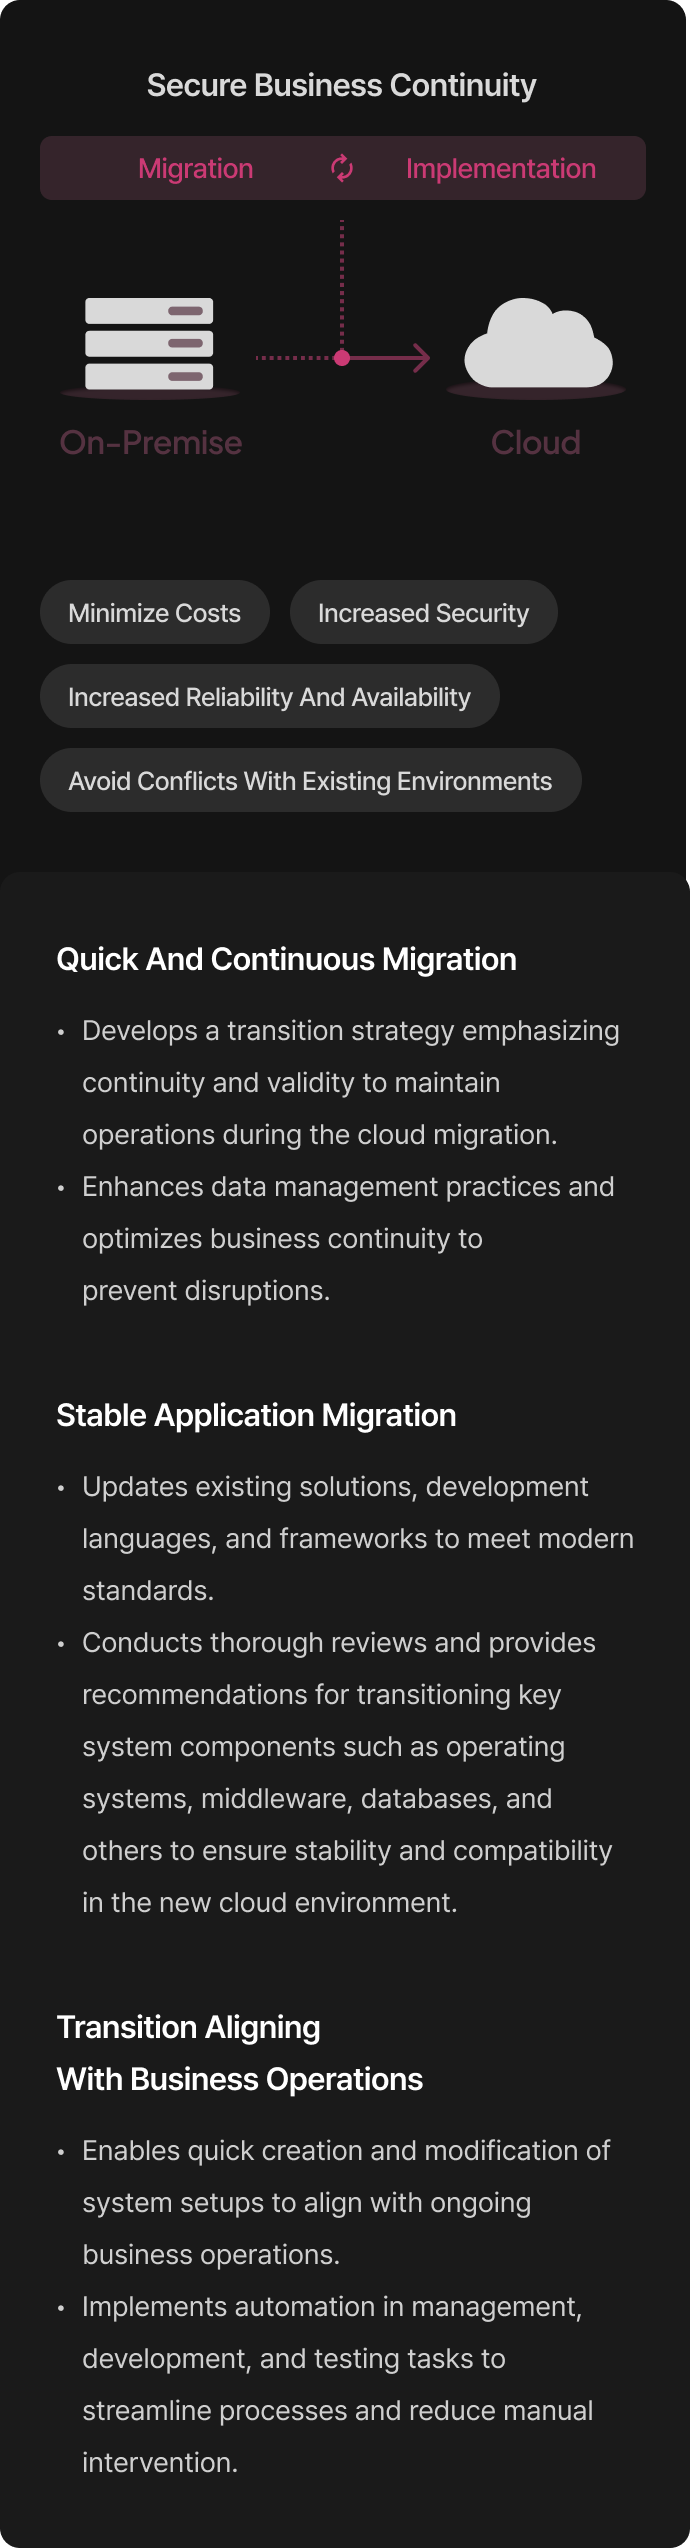 Secure Business Continuity
Migration Implementation
On-Premise Cloud
Minimize Costs Increased Security
Increased Reliability And Availability
Avoid Conflicts With Existing Environments
Quick And Continuous Migration
• Develops a transition strategy emphasizing
continuity and validity to maintain
operations during the cloud migration.
• Enhances data management practices and
optimizes business continuity to
prevent disruptions.
Stable Application Migration
• Updates existing solutions, development
languages, and frameworks to meet modern
standards.
• Conducts thorough reviews and provides
recommendations for transitioning key
system components such as operating
systems, middleware, databases, and
others to ensure stability and compatibility
in the new cloud environment.
Transition Aligning
With Business Operations
• Enables quick creation and modification of
system setups to align with ongoing
business operations.
• Implements automation in management,
development, and testing tasks to
streamline processes and reduce manual
intervention.